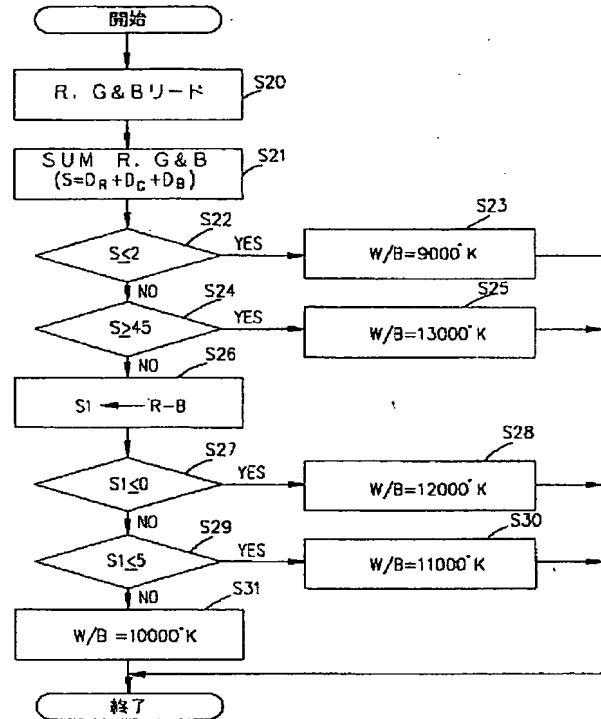 開始
R. G&Bリード
S20
SUM R. G&B
(S=D_R+D_G+D_B)
S21
S≤2
S22
YES
W/B=9000°K
S23
NO
S≥45
S24
YES
W/B=13000°K
S25
NO
S26
S1 ← R-B
S1≤0
S27
YES
W/B=12000°K
S28
NO
S1≤5
S29
YES
W/B=11000°K
S30
NO
S31
W/B=10000°K
終了